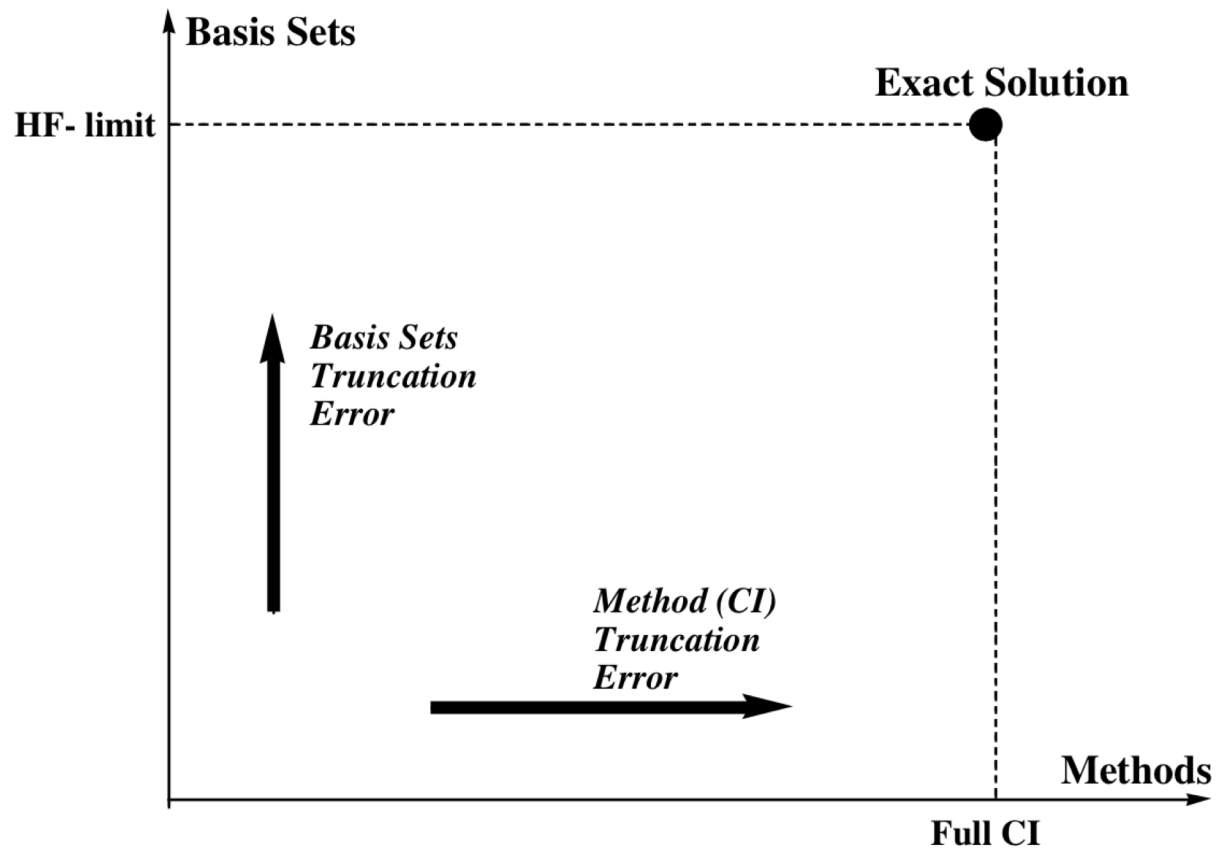 Basis Sets
Exact Solution
HF- limit
Basis Sets
Truncation
Error
Method (CI)
Truncation
Error
Methods
Full CI